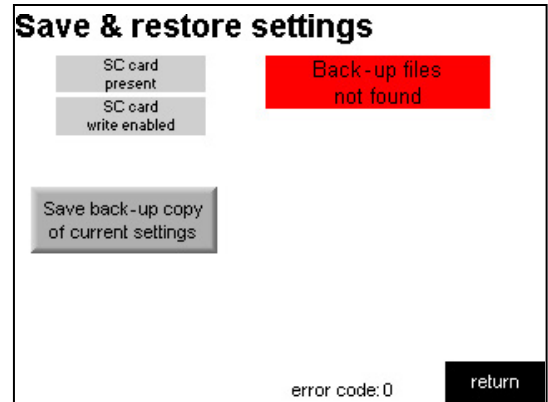 Save & restore settings
SC card
present
Back-up files
not found
SC card
write enabled
Save back-up copy
of current settings
error code: 0
return